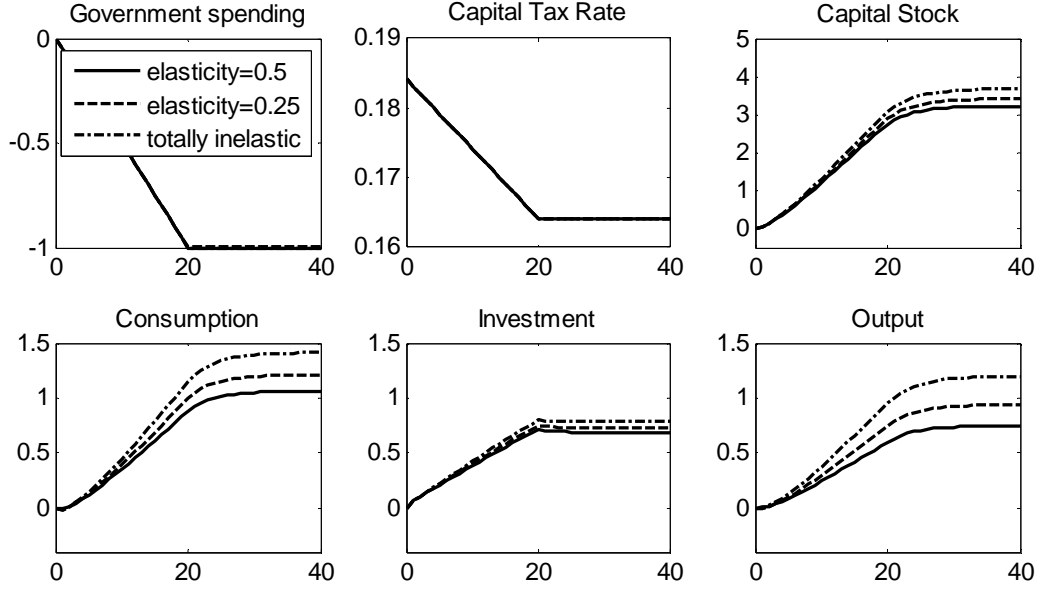 Government spending
0
-0.5
-1
0 20 40
elasticity=0.5
elasticity=0.25
totally inelastic
Capital Tax Rate
0.19
0.18
0.17
0.16
0 20 40
Capital Stock
5
4
3
2
1
0
0 20 40
Consumption
1.5
1
0.5
0
0 20 40
Investment
1.5
1
0.5
0
0 20 40
Output
1.5
1
0.5
0
0 20 40